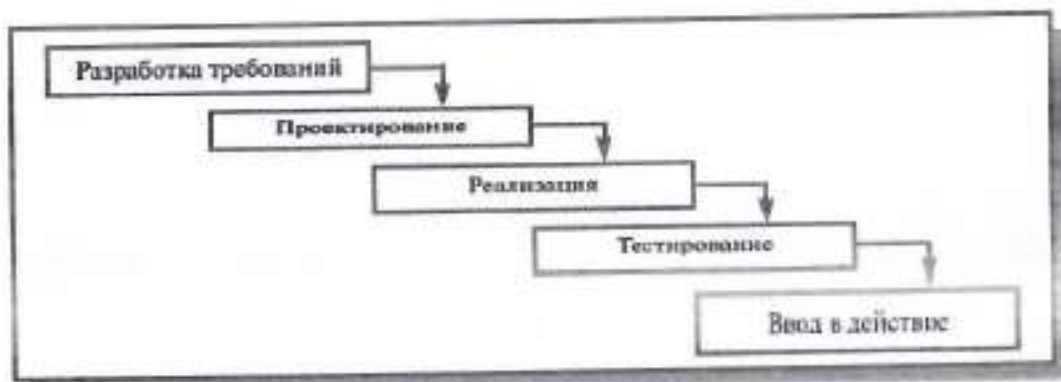 Разработка требований
Проектирование
Реализация
Тестирование
Ввод в действие